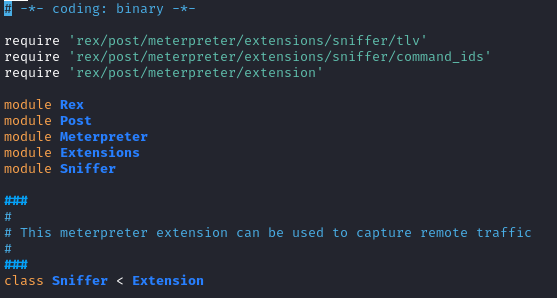 # -*- coding: binary -*-
require 'rex/post/meterpreter/extensions/sniffer/tlv'
require 'rex/post/meterpreter/extensions/sniffer/command_ids'
require 'rex/post/meterpreter/extension'
module Rex
module Post
module Meterpreter
module Extensions
module Sniffer
###
#
# This meterpreter extension can be used to capture remote traffic
#
###
class Sniffer < Extension